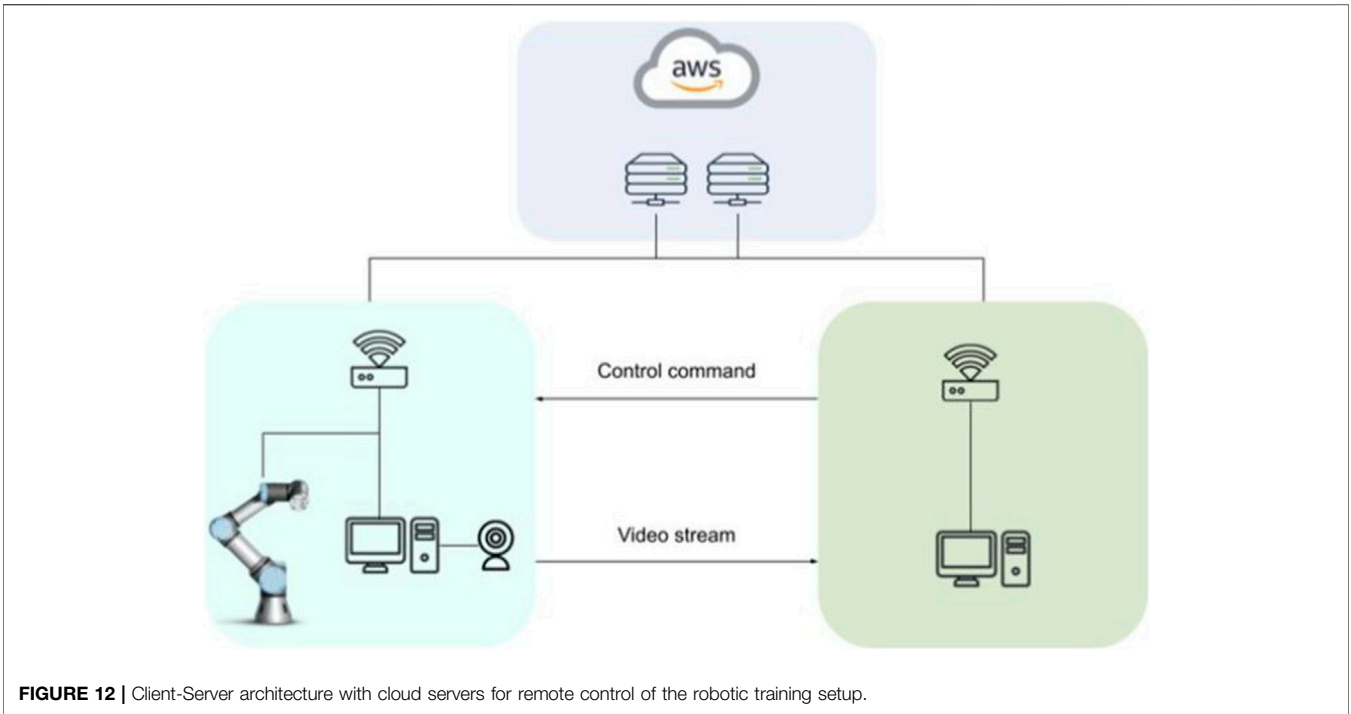 aws
Control command
Video stream
FIGURE 12 | Client-Server architecture with cloud servers for remote control of the robotic training setup.